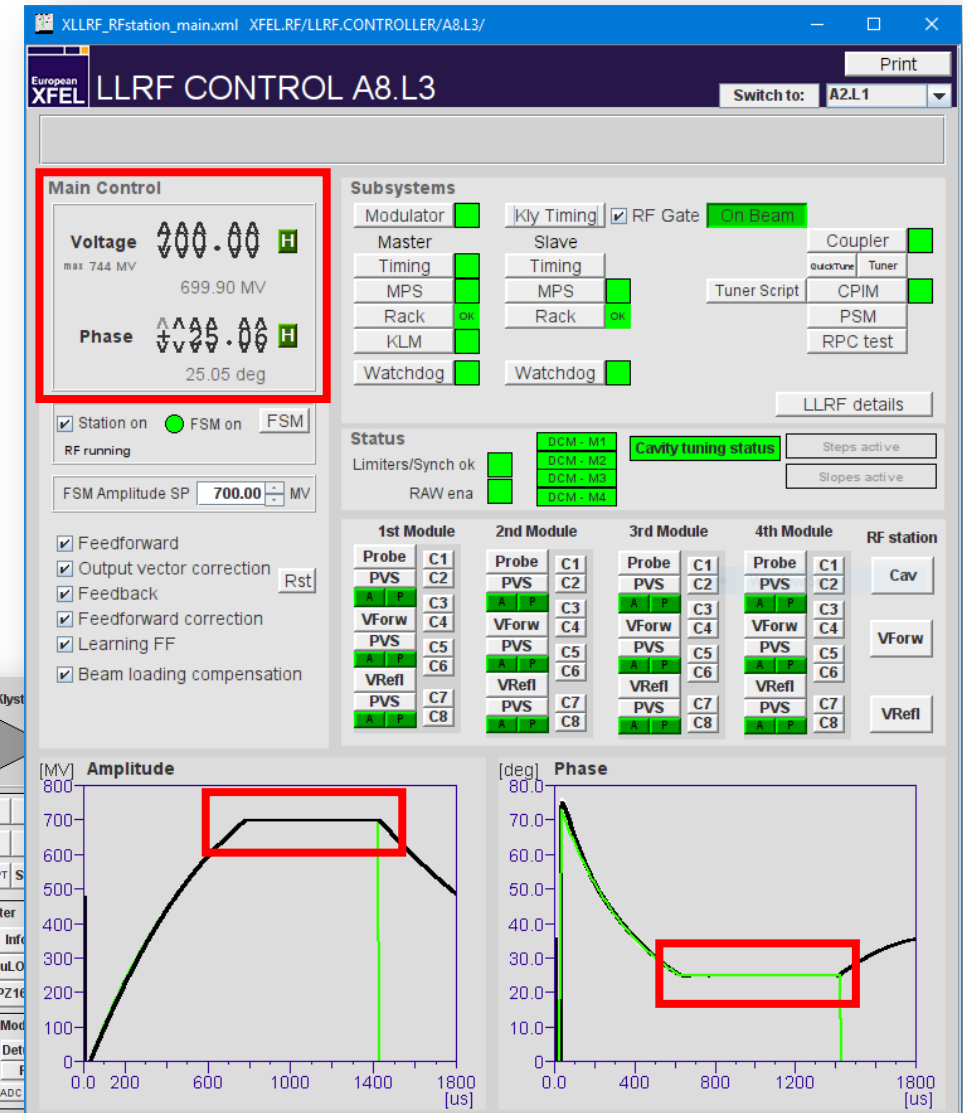 XLLRF_RFstation_main.xml XFEL.RF/LLRF.CONTROLLER/A8.L3/
European
XFEL
LLRF CONTROL A8.L3
Print
Switch to: A2.L1
Main Control
Voltage 700.00 H
max 744 MV
699.90 MV
Phase +25.06 H
25.05 deg
Station on FSM on FSM
RF running
FSM Amplitude SP 700.00 MV
Feedforward
Output vector correction
Rst
Feedback
Feedforward correction
Learning FF
Beam loading compensation
Subsystems
Modulator Kly Timing RF Gate On Beam
Master Slave Coupler
Timing Timing QuickTune Tuner
MPS MPS Tuner Script CPIM
Rack OK Rack OK PSM
KLM RPC test
Watchdog Watchdog
LLRF details
Status
Limiters/Synch ok
RAW ena
DCM - M1
DCM - M2
DCM - M3
DCM - M4
Cavity tuning status
Steps active
Slopes active
1st Module 2nd Module 3rd Module 4th Module RF station
Probe C1 Probe C1 Probe C1 Probe C1 Cav
PVS C2 PVS C2 PVS C2 PVS C2
A P C3 A P C3 A P C3 A P C3
VForw C4 VForw C4 VForw C4 VForw C4 VForw
PVS C5 PVS C5 PVS C5 PVS C5
A P C6 A P C6 A P C6 A P C6
VRefl VRefl VRefl VRefl
PVS C7 PVS C7 PVS C7 PVS C7 VRefl
A P C8 A P C8 A P C8 A P C8
[MV] Amplitude
800
700
600
500
400
300
200
100
0
0.0 200 600 1000 1400 1800
[us]
[deg] Phase
80.0
70.0
60.0
50.0
40.0
30.0
20.0
10.0
0
0.0 400 800 1200 1800
[us]
ADC